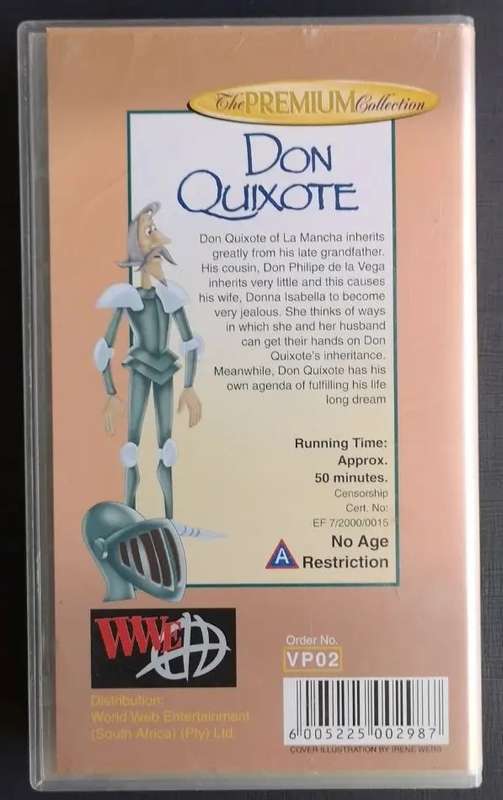 The PREMIUM Collection
DON
QUIXOTE
Don Quixote of La Mancha inherits
greatly from his late grandfather.
His cousin, Don Philipe de la Vega
inherits very little and this causes
his wife, Donna Isabella to become
very jealous. She thinks of ways
in which she and her husband
can get their hands on Don
Quixote's inheritance.
Meanwhile, Don Quixote has his
own agenda of fulfilling his life
long dream
Running Time:
Approx.
50 minutes.
Censorship
Cert. No:
EF 7/2000/0015
A No Age
Restriction
WWE
Order No.
VP02
Distribution:
World Web Entertainment
(South Africa) (Pty) Ltd.
6 005225 002987
COVER ILLUSTRATION BY IRENE WEBB